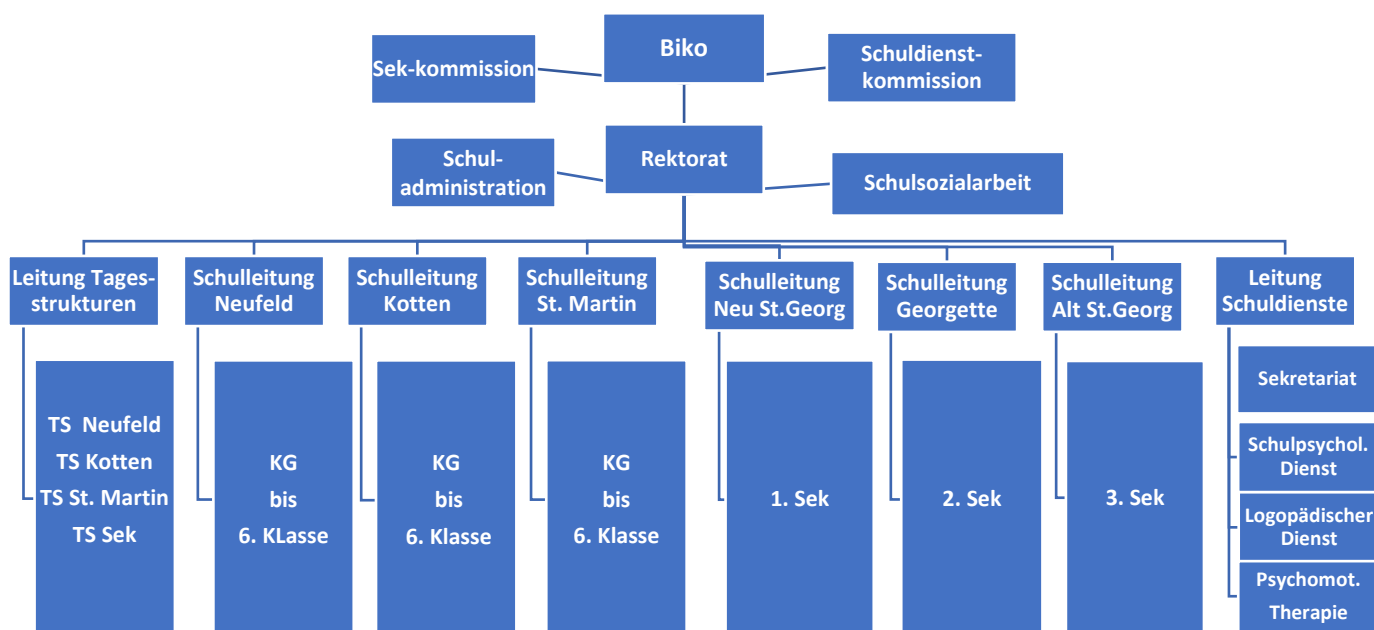 Biko
Sek-kommission
Schuldienst-
kommission
Rektorat
Schul-
administration
Schulsozialarbeit
Leitung Tages-
strukturen
Schulleitung
Neufeld
Schulleitung
Kotten
Schulleitung
St. Martin
Schulleitung
Neu St.Georg
Schulleitung
Georgette
Schulleitung
Alt St.Georg
Leitung
Schuldienste
TS Neufeld
TS Kotten
TS St. Martin
TS Sek
KG
bis
6. KLasse
KG
bis
6. Klasse
KG
bis
6. Klasse
1. Sek
2. Sek
3. Sek
Sekretariat
Schulpsychol.
Dienst
Logopädischer
Dienst
Psychomot.
Therapie